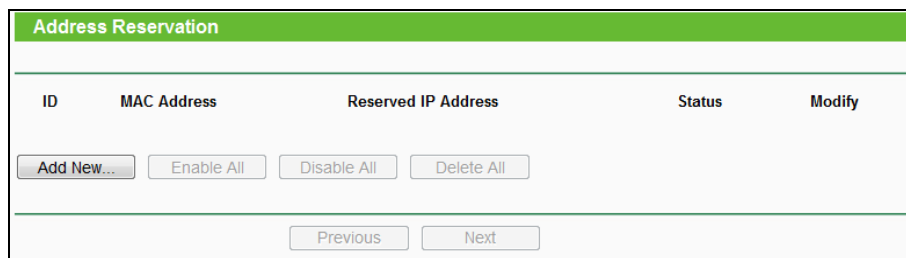 Address Reservation
ID MAC Address Reserved IP Address Status Modify
Add New... Enable All Disable All Delete All
Previous Next